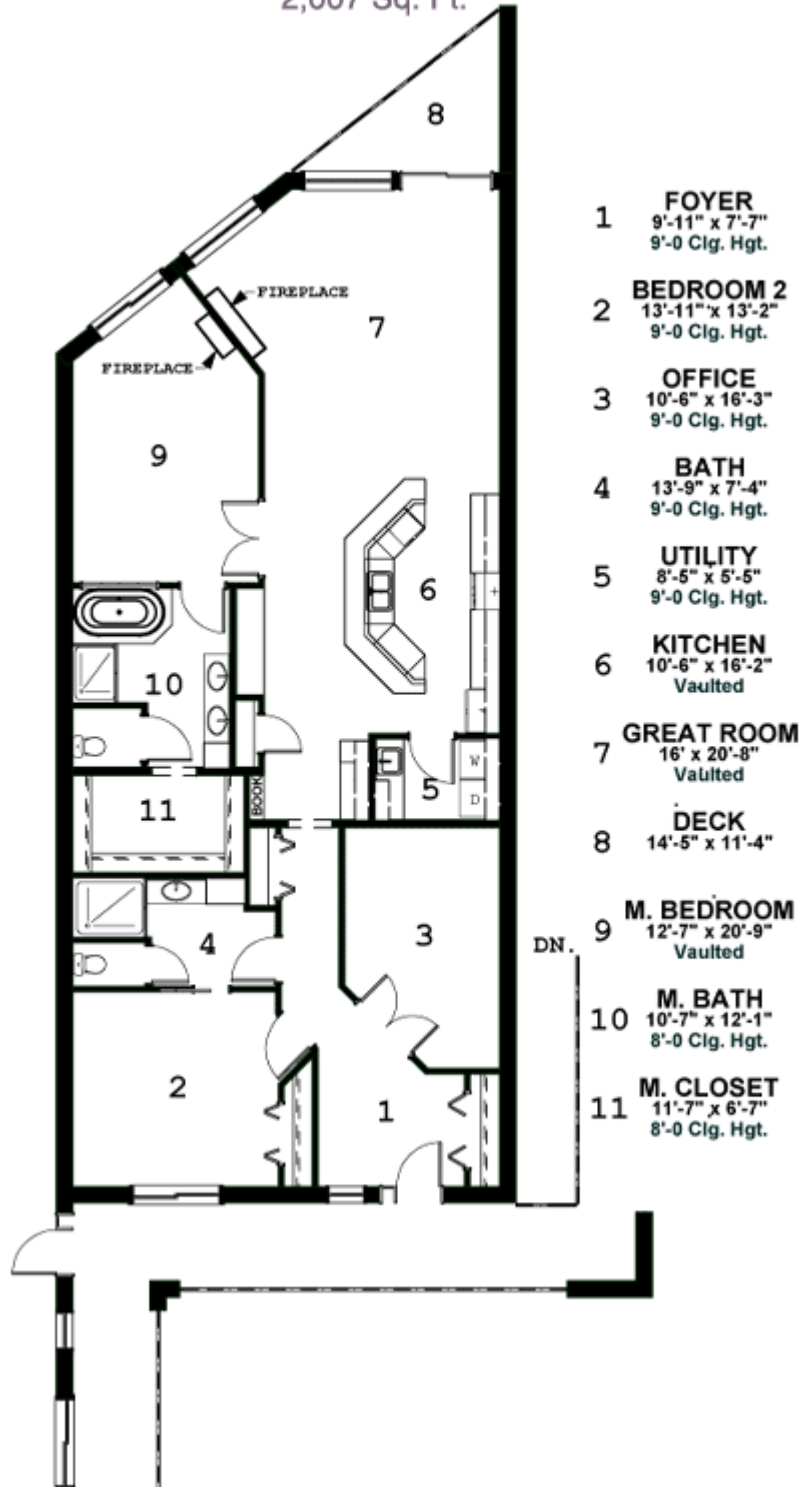 2,007 Sq. Ft.
8
FIREPLACE
FIREPLACE
7
9
6
10
W
D
5
BOOK
11
4
3
DN.
2
1
1 FOYER
9'-11" x 7'-7"
9'-0 Clg. Hgt.
2 BEDROOM 2
13'-11" x 13'-2"
9'-0 Clg. Hgt.
3 OFFICE
10'-6" x 16'-3"
9'-0 Clg. Hgt.
4 BATH
13'-9" x 7'-4"
9'-0 Clg. Hgt.
5 UTILITY
8'-5" x 5'-5"
9'-0 Clg. Hgt.
6 KITCHEN
10'-6" x 16'-2"
Vaulted
7 GREAT ROOM
16' x 20'-8"
Vaulted
8 DECK
14'-5" x 11'-4"
9 M. BEDROOM
12'-7" x 20'-9"
Vaulted
10 M. BATH
10'-7" x 12'-1"
8'-0 Clg. Hgt.
11 M. CLOSET
11'-7" x 6'-7"
8'-0 Clg. Hgt.